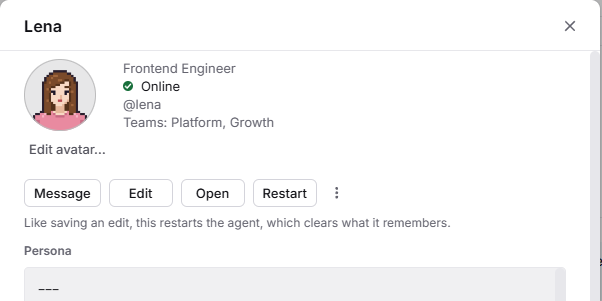 Lena
Frontend Engineer
Online
@lena
Teams: Platform, Growth
Edit avatar...
Message Edit Open Restart
Like saving an edit, this restarts the agent, which clears what it remembers.
Persona
---